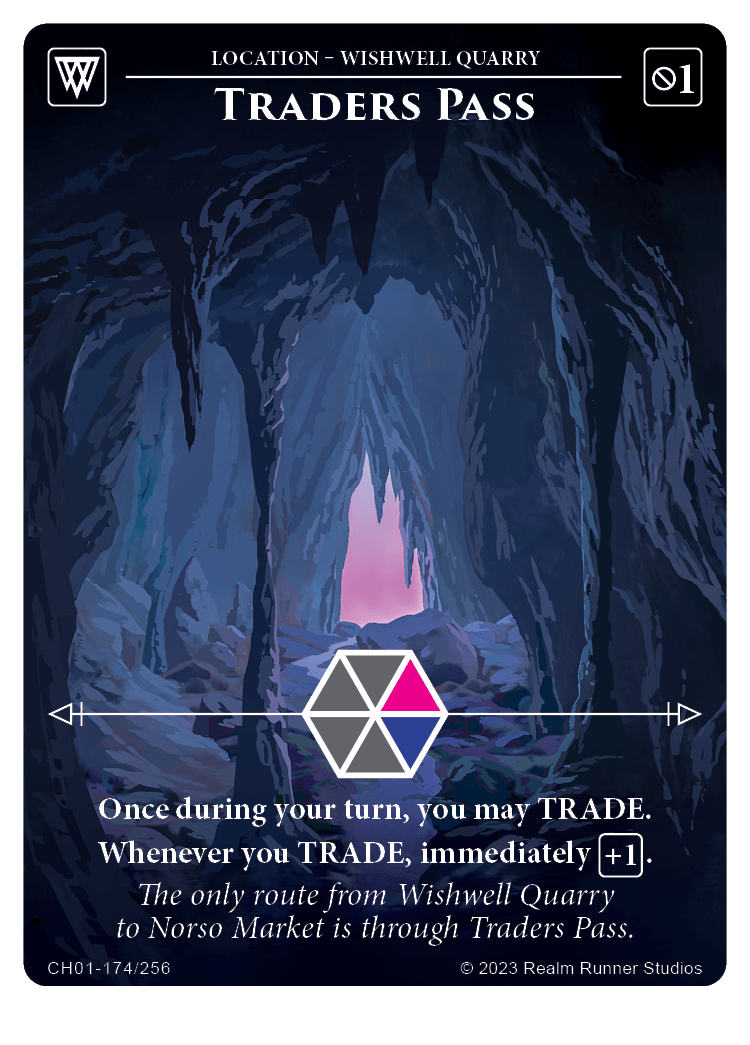 LOCATION – WISHWELL QUARRY
1
TRADERS PASS
Once during your turn, you may TRADE.
Whenever you TRADE, immediately +1.
The only route from Wishwell Quarry
to Norso Market is through Traders Pass.
CH01-174/256
© 2023 Realm Runner Studios